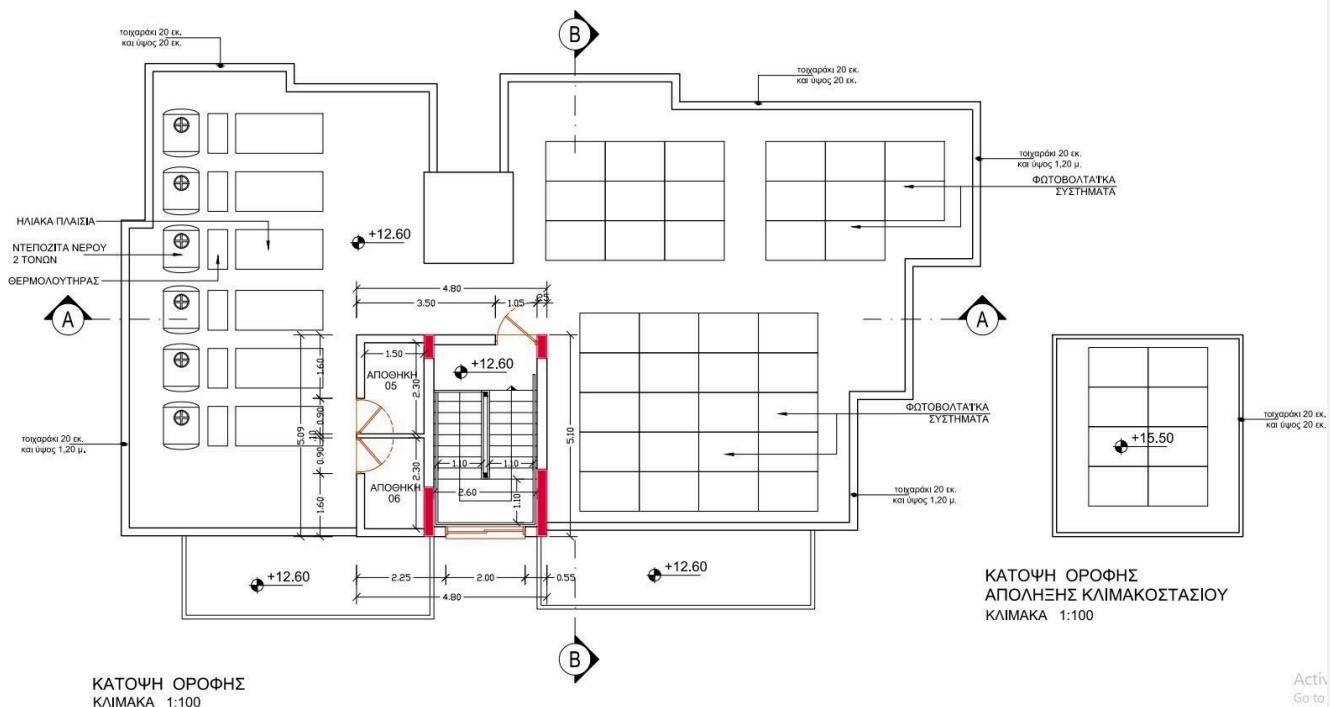 τοιχαράκι 20 εκ.
και ύψος 20 εκ.
B
τοιχαράκι 20 εκ.
και ύψος 20 εκ.
τοιχαράκι 20 εκ.
και ύψος 1,20 μ.
ΦΩΤΟΒΟΛΤΑΪΚΑ
ΣΥΣΤΗΜΑΤΑ
ΗΛΙΑΚΑ ΠΛΑΙΣΙΑ
ΝΤΕΠΟΖΙΤΑ ΝΕΡΟΥ
2 ΤΟΝΩΝ
ΘΕΡΜΟΛΟΥΤΗΡΑΣ
+12.60
4.80
3.50
1.05
.25
A
A
1.50
1.60
2.30
+12.60
ΑΠΟΘΗΚΗ
05
0.90
5.09
.10
5.10
0.90
2.30
1.10
1.10
ΑΠΟΘΗΚΗ
06
2.60
1.10
1.60
ΦΩΤΟΒΟΛΤΑΪΚΑ
ΣΥΣΤΗΜΑΤΑ
τοιχαράκι 20 εκ.
και ύψος 1,20 μ.
τοιχαράκι 20 εκ.
και ύψος 1,20 μ.
+15.50
τοιχαράκι 20 εκ.
και ύψος 20 εκ.
+12.60
2.25
2.00
0.55
4.80
+12.60
B
ΚΑΤΟΨΗ ΟΡΟΦΗΣ
ΑΠΟΛΗΞΗΣ ΚΛΙΜΑΚΟΣΤΑΣΙΟΥ
ΚΛΙΜΑΚΑ 1:100
ΚΑΤΟΨΗ ΟΡΟΦΗΣ
ΚΛΙΜΑΚΑ 1:100
Activ
Go to